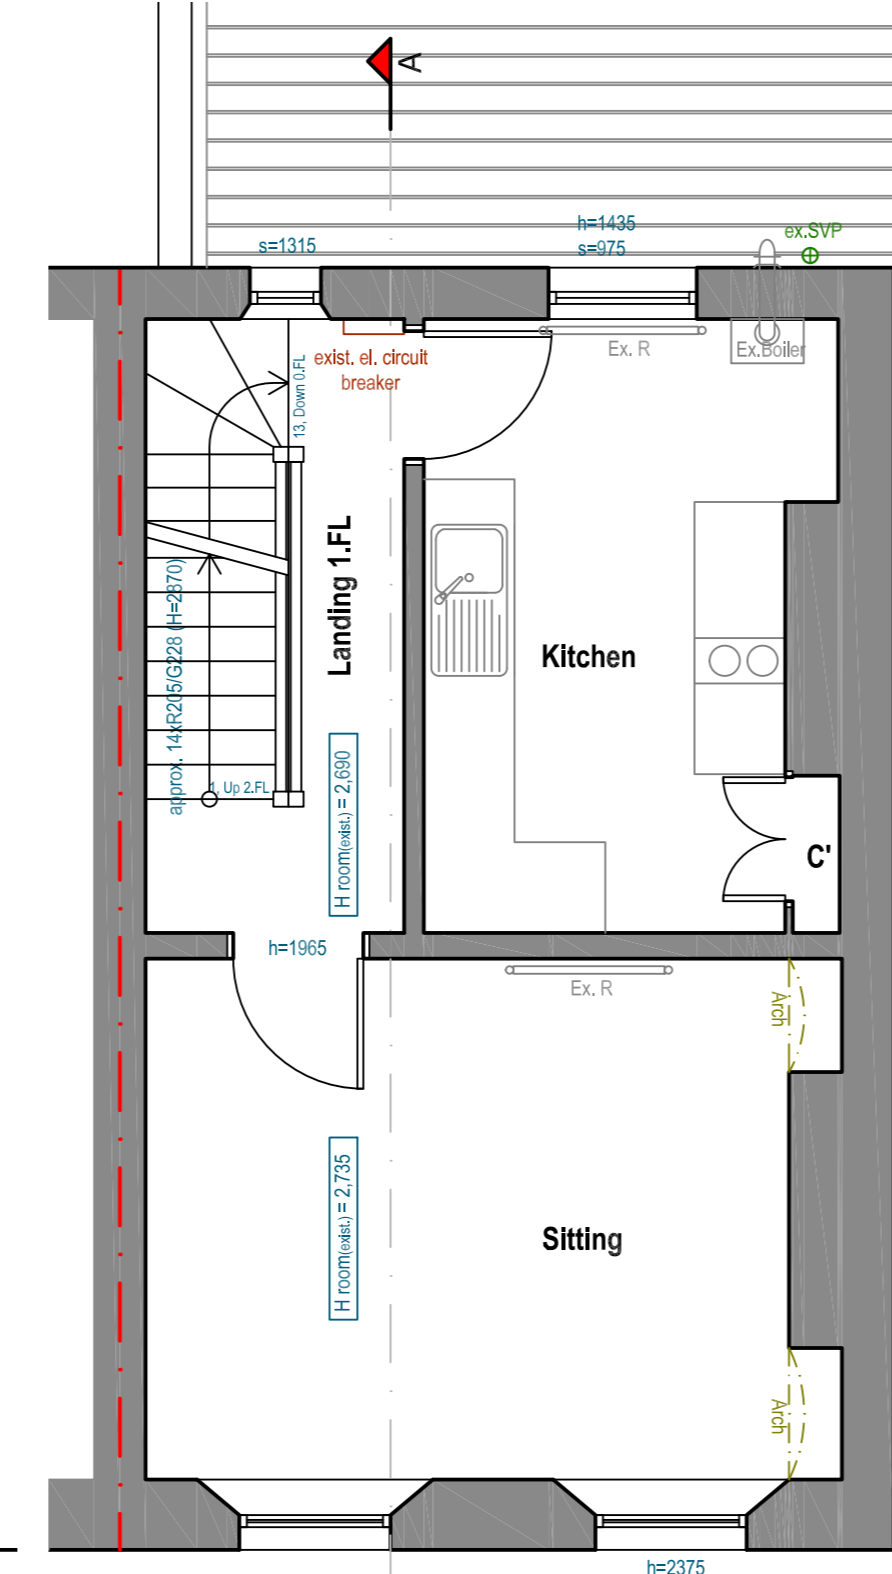 A
h=1435
s=1315
s=975
ex.SVP
exist. el. circuit
breaker
Ex. R
Ex.Boiler
13, Down 0.FL
Landing 1.FL
approx. 14xR205/G228 (H=2870)
Kitchen
1, Up 2.FL
H room(exist.) = 2,690
C'
h=1965
Ex. R
Arch
H room(exist.) = 2,735
Sitting
Arch
h=2375